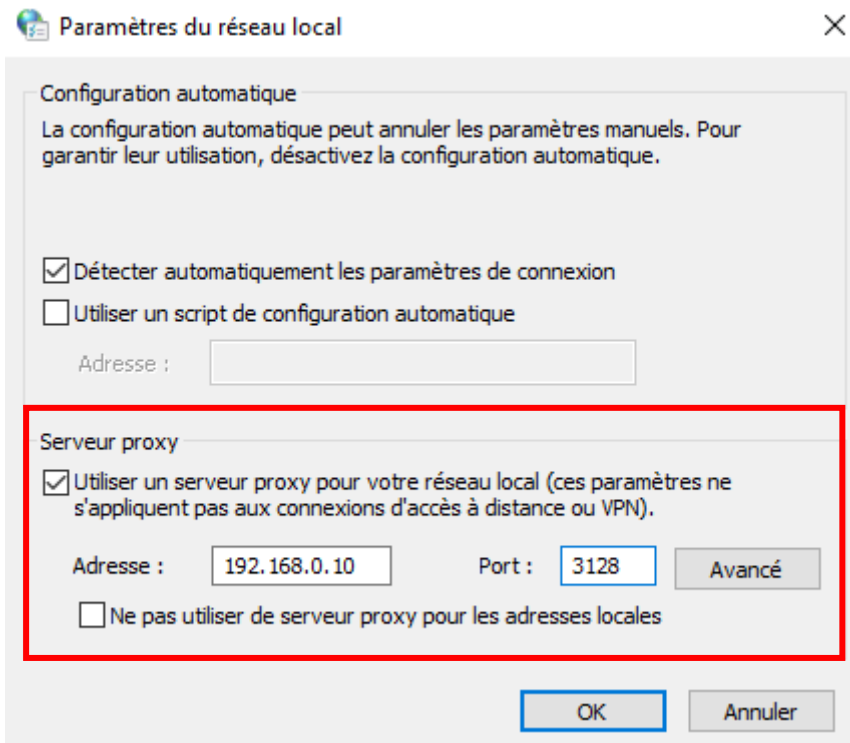 Paramètres du réseau local
Configuration automatique
La configuration automatique peut annuler les paramètres manuels. Pour
garantir leur utilisation, désactivez la configuration automatique.
Détecter automatiquement les paramètres de connexion
Utiliser un script de configuration automatique
Adresse :
Serveur proxy
Utiliser un serveur proxy pour votre réseau local (ces paramètres ne
s'appliquent pas aux connexions d'accès à distance ou VPN).
Adresse : 192.168.0.10 Port : 3128 Avancé
Ne pas utiliser de serveur proxy pour les adresses locales
OK Annuler